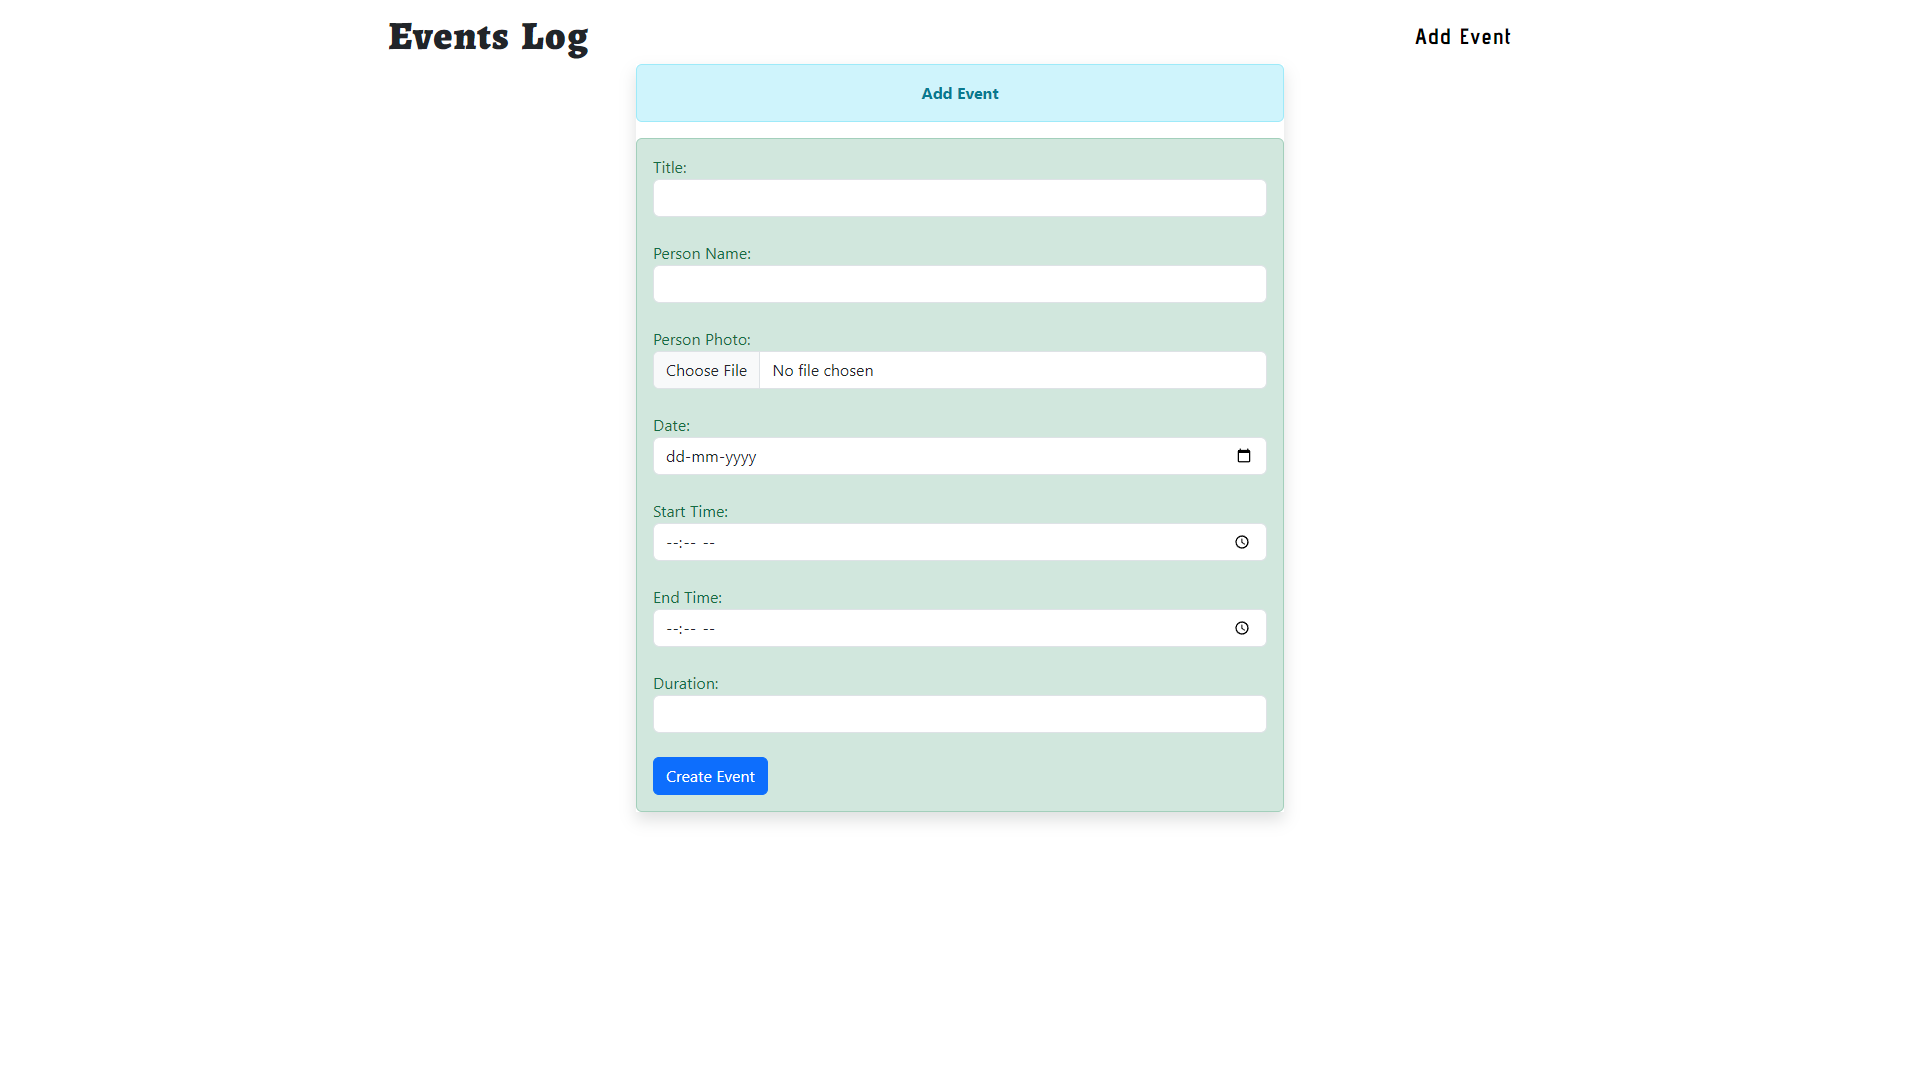 Events Log
Add Event
Add Event
Title:
Person Name:
Person Photo:
Choose File No file chosen
Date:
dd-mm-yyyy
Start Time:
--:-- --
End Time:
--:-- --
Duration:
Create Event